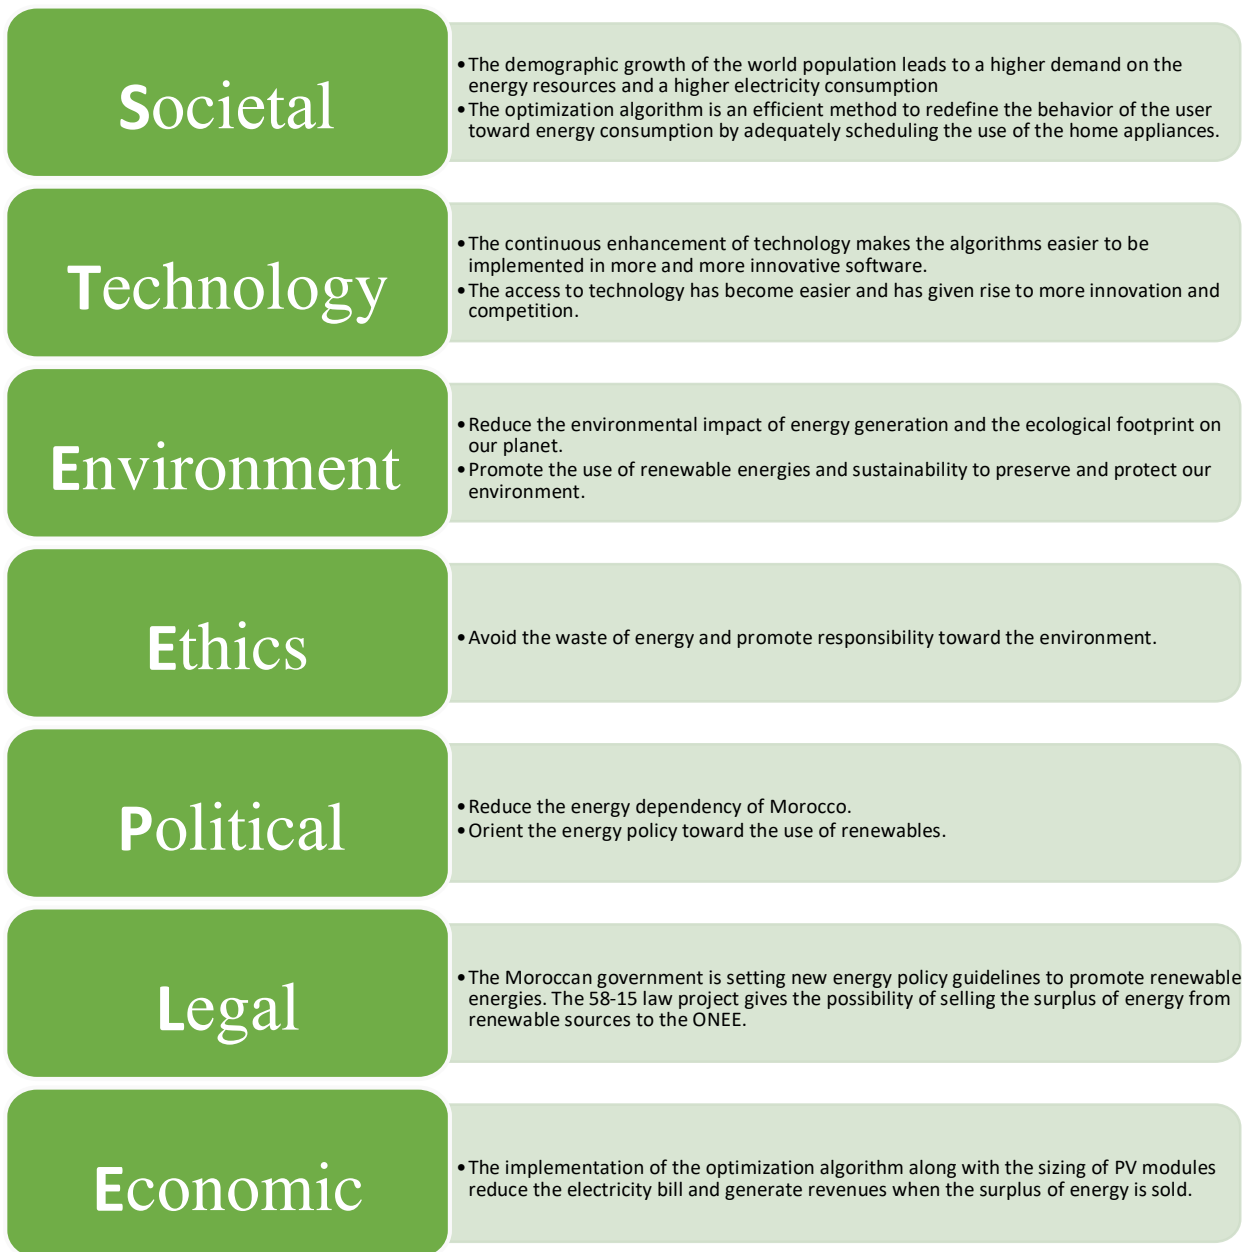 Societal
•The demographic growth of the world population leads to a higher demand on the
energy resources and a higher electricity consumption
•The optimization algorithm is an efficient method to redefine the behavior of the user
toward energy consumption by adequately scheduling the use of the home appliances.
Technology
•The continuous enhancement of technology makes the algorithms easier to be
implemented in more and more innovative software.
•The access to technology has become easier and has given rise to more innovation and
competition.
Environment
•Reduce the environmental impact of energy generation and the ecological footprint on
our planet.
•Promote the use of renewable energies and sustainability to preserve and protect our
environment.
Ethics
•Avoid the waste of energy and promote responsibility toward the environment.
Political
•Reduce the energy dependency of Morocco.
•Orient the energy policy toward the use of renewables.
Legal
•The Moroccan government is setting new energy policy guidelines to promote renewable
energies. The 58-15 law project gives the possibility of selling the surplus of energy from
renewable sources to the ONEE.
Economic
•The implementation of the optimization algorithm along with the sizing of PV modules
reduce the electricity bill and generate revenues when the surplus of energy is sold.